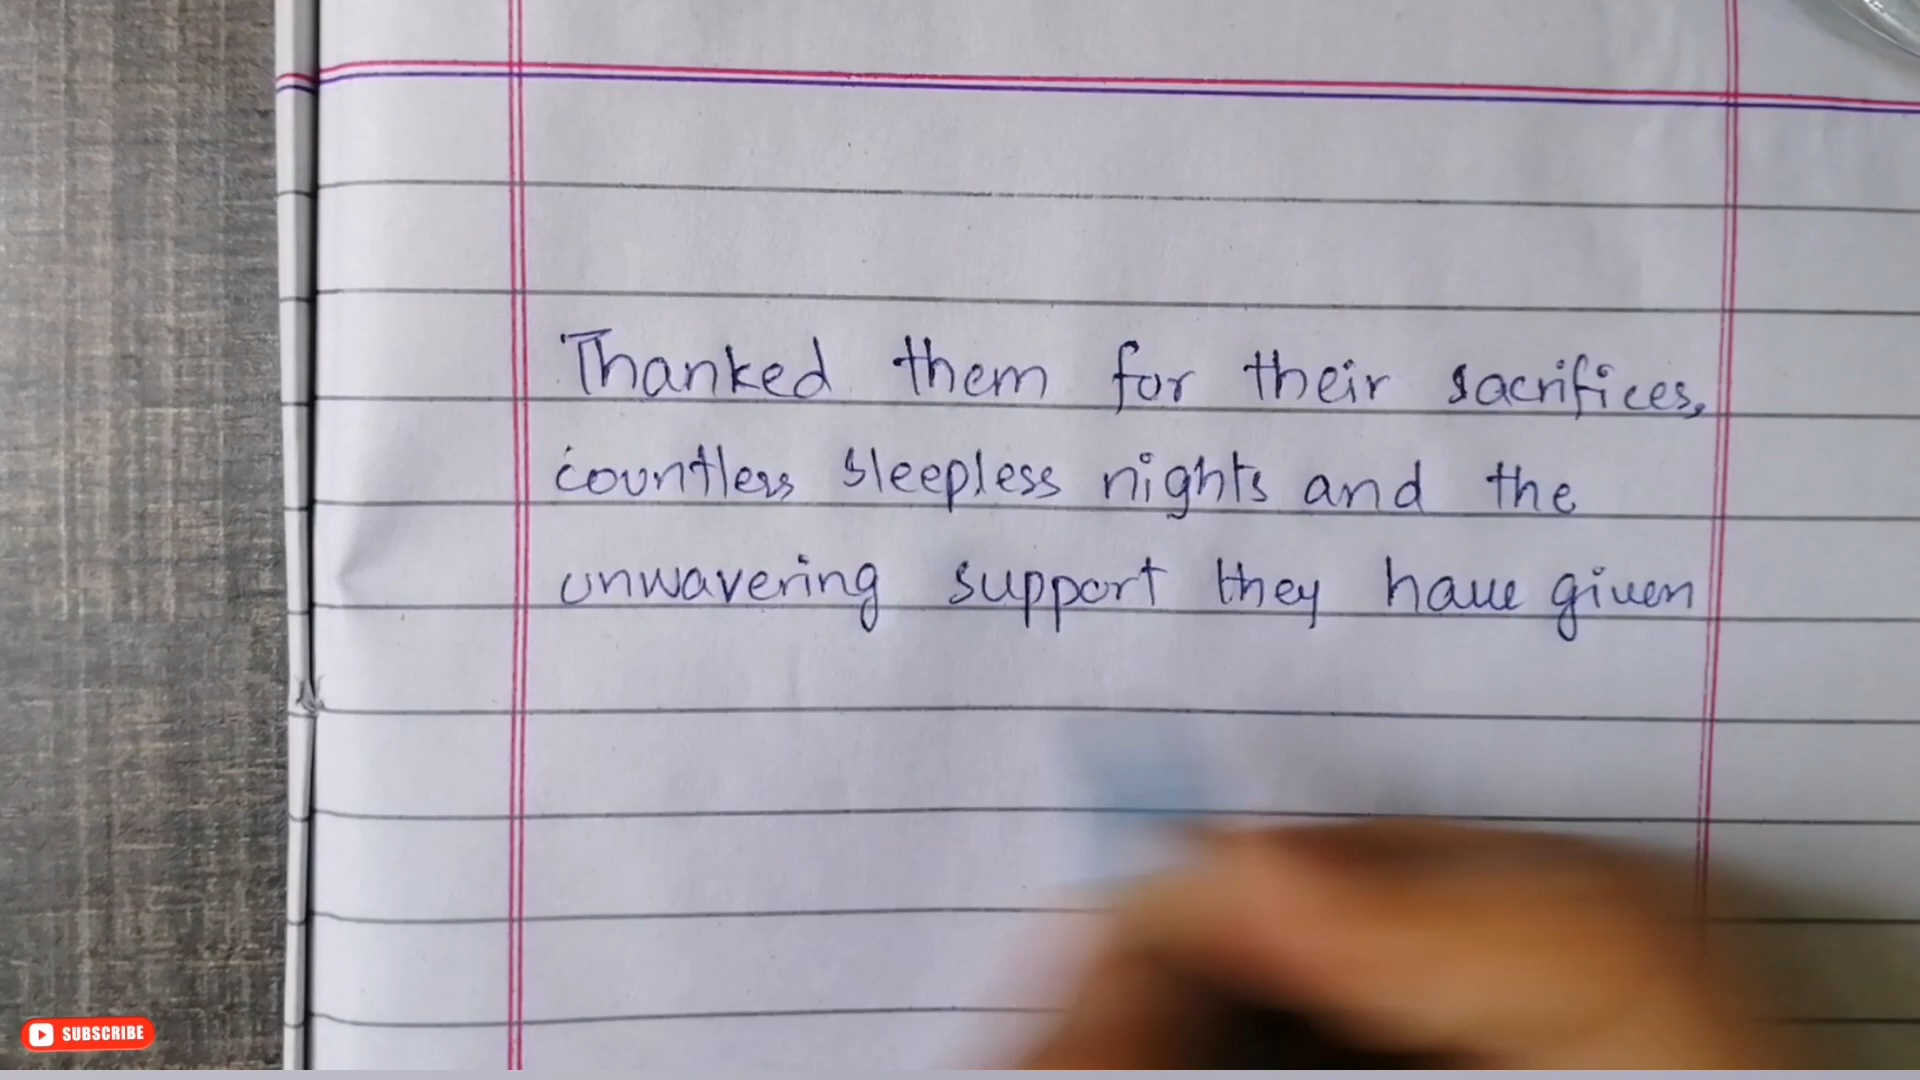 Thanked them for their sacrifices,
countless sleepless nights and the
unwavering support they have given
SUBSCRIBE